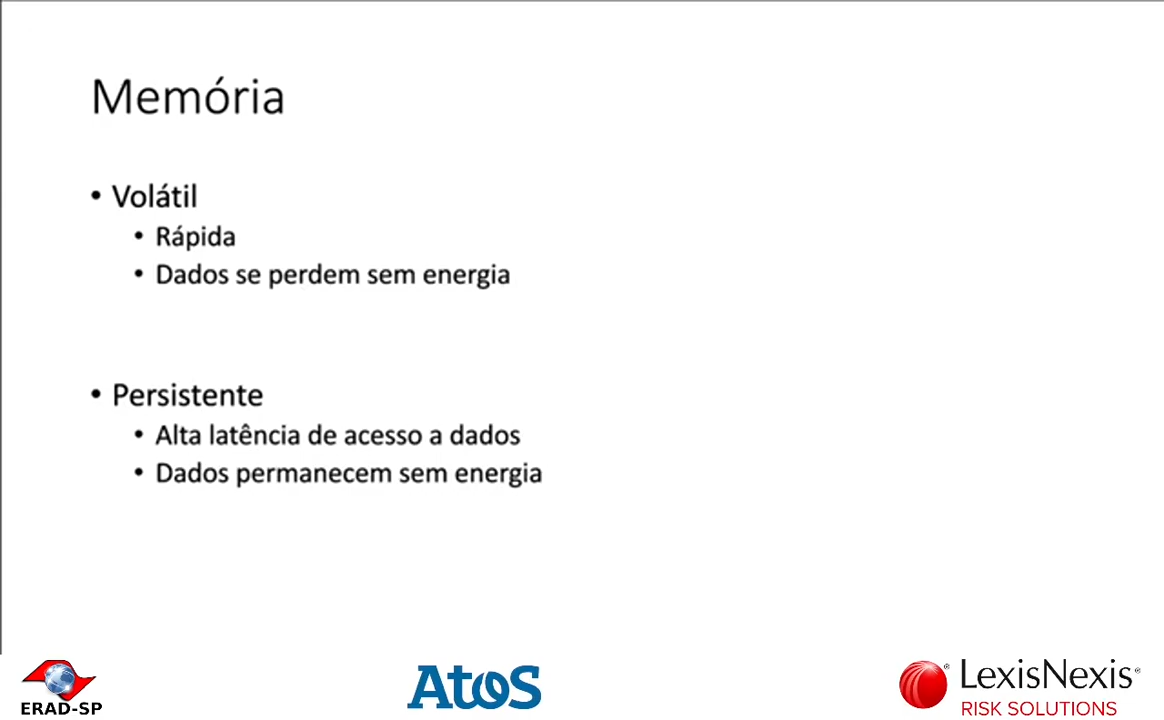 Memória
• Volátil
• Rápida
• Dados se perdem sem energia
• Persistente
• Alta latência de acesso a dados
• Dados permanecem sem energia
ERAD-SP
Atos
LexisNexis®
RISK SOLUTIONS